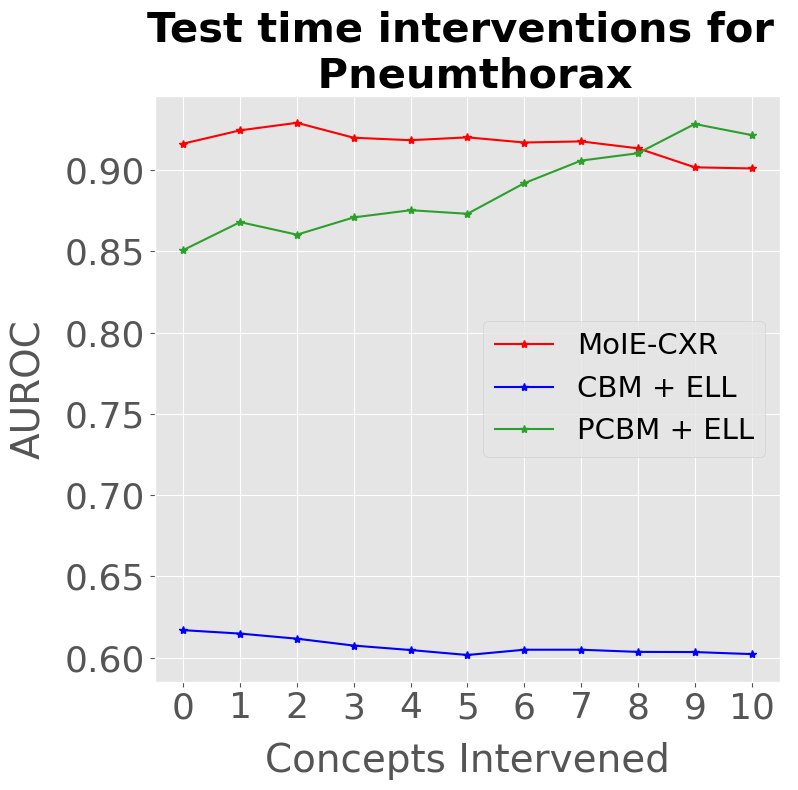 Test time interventions for
Pneumthorax
AUROC
0.90
0.85
0.80
0.75
0.70
0.65
0.60
MoIE-CXR
CBM + ELL
PCBM + ELL
0 1 2 3 4 5 6 7 8 9 10
Concepts Intervened